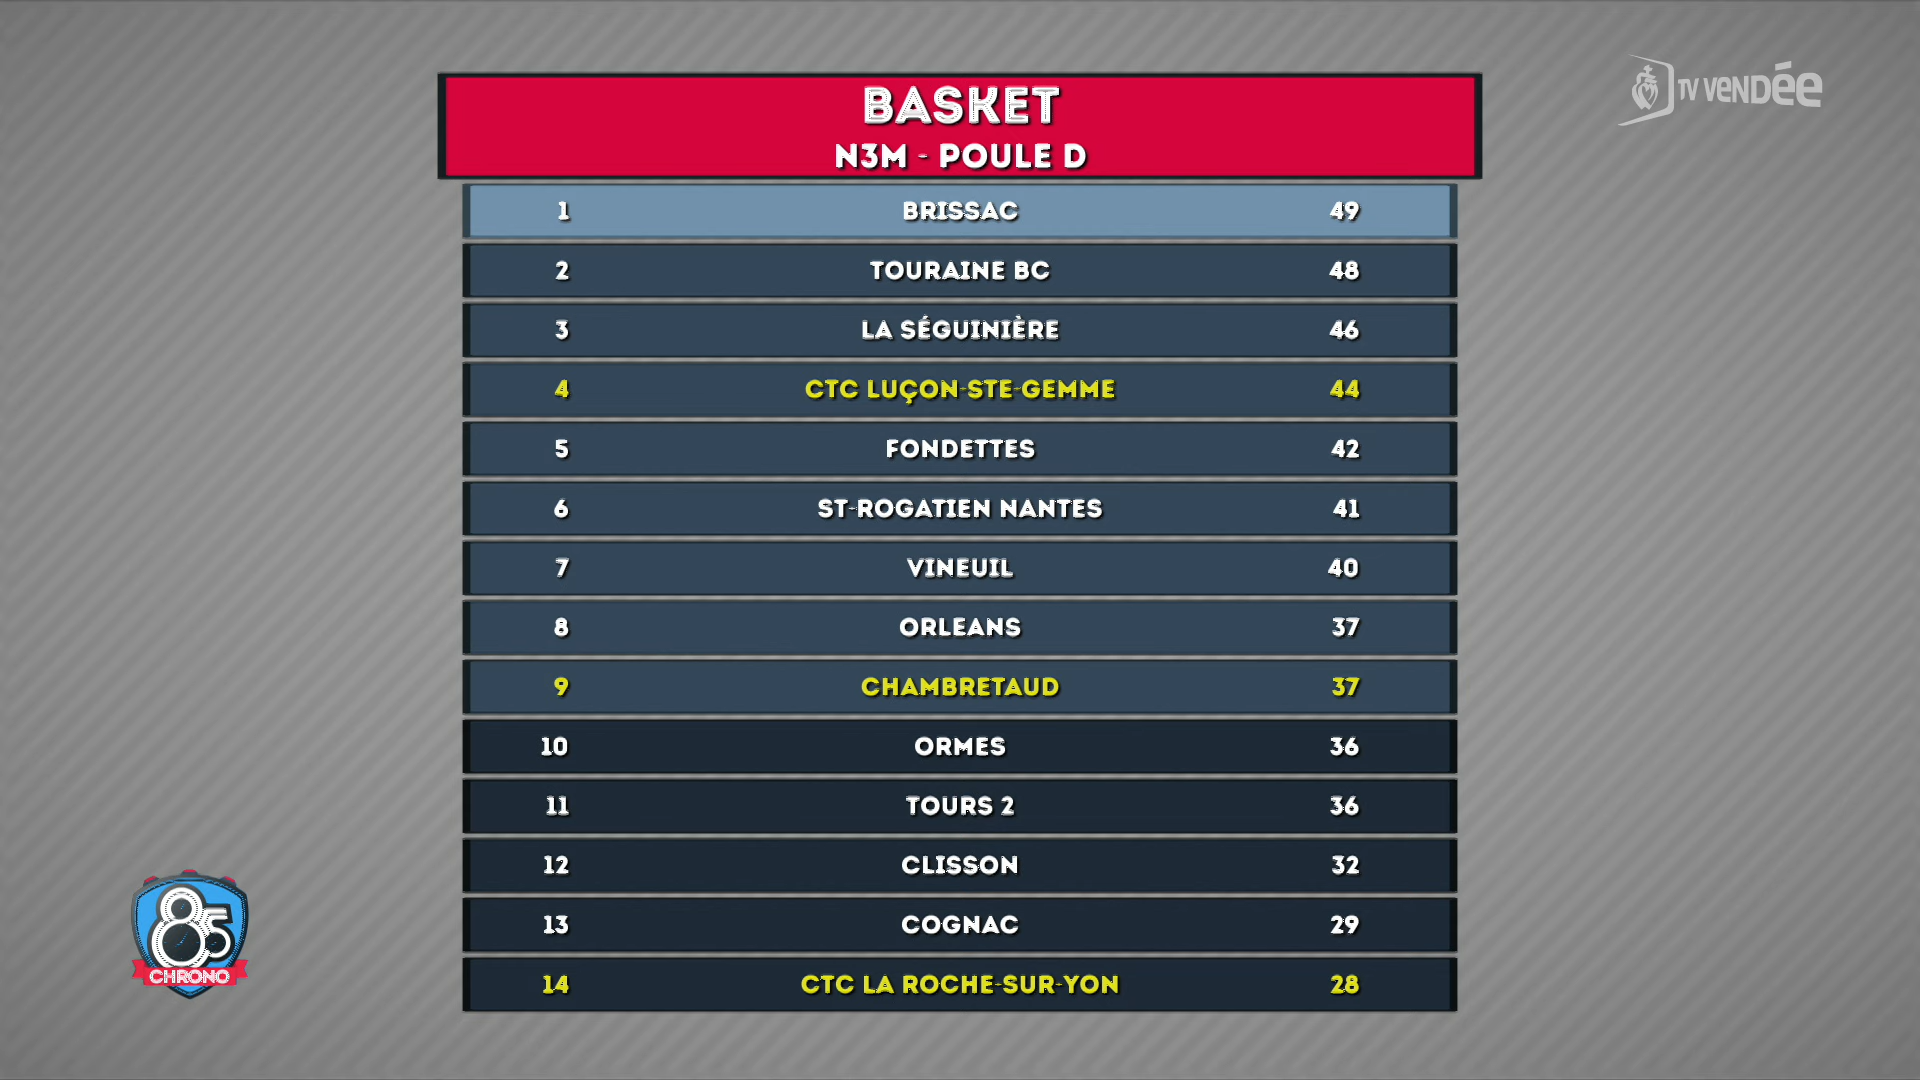 TV VENDÉE
BASKET
N3M - POULE D
1 BRISSAC 49
2 TOURAINE BC 48
3 LA SÉGUINIÈRE 46
4 CTC LUÇON-STE-GEMME 44
5 FONDETTES 42
6 ST-ROGATIEN NANTES 41
7 VINEUIL 40
8 ORLEANS 37
9 CHAMBRETAUD 37
10 ORMES 36
11 TOURS 2 36
12 CLISSON 32
13 COGNAC 29
14 CTC LA ROCHE-SUR-YON 28
85
CHRONO